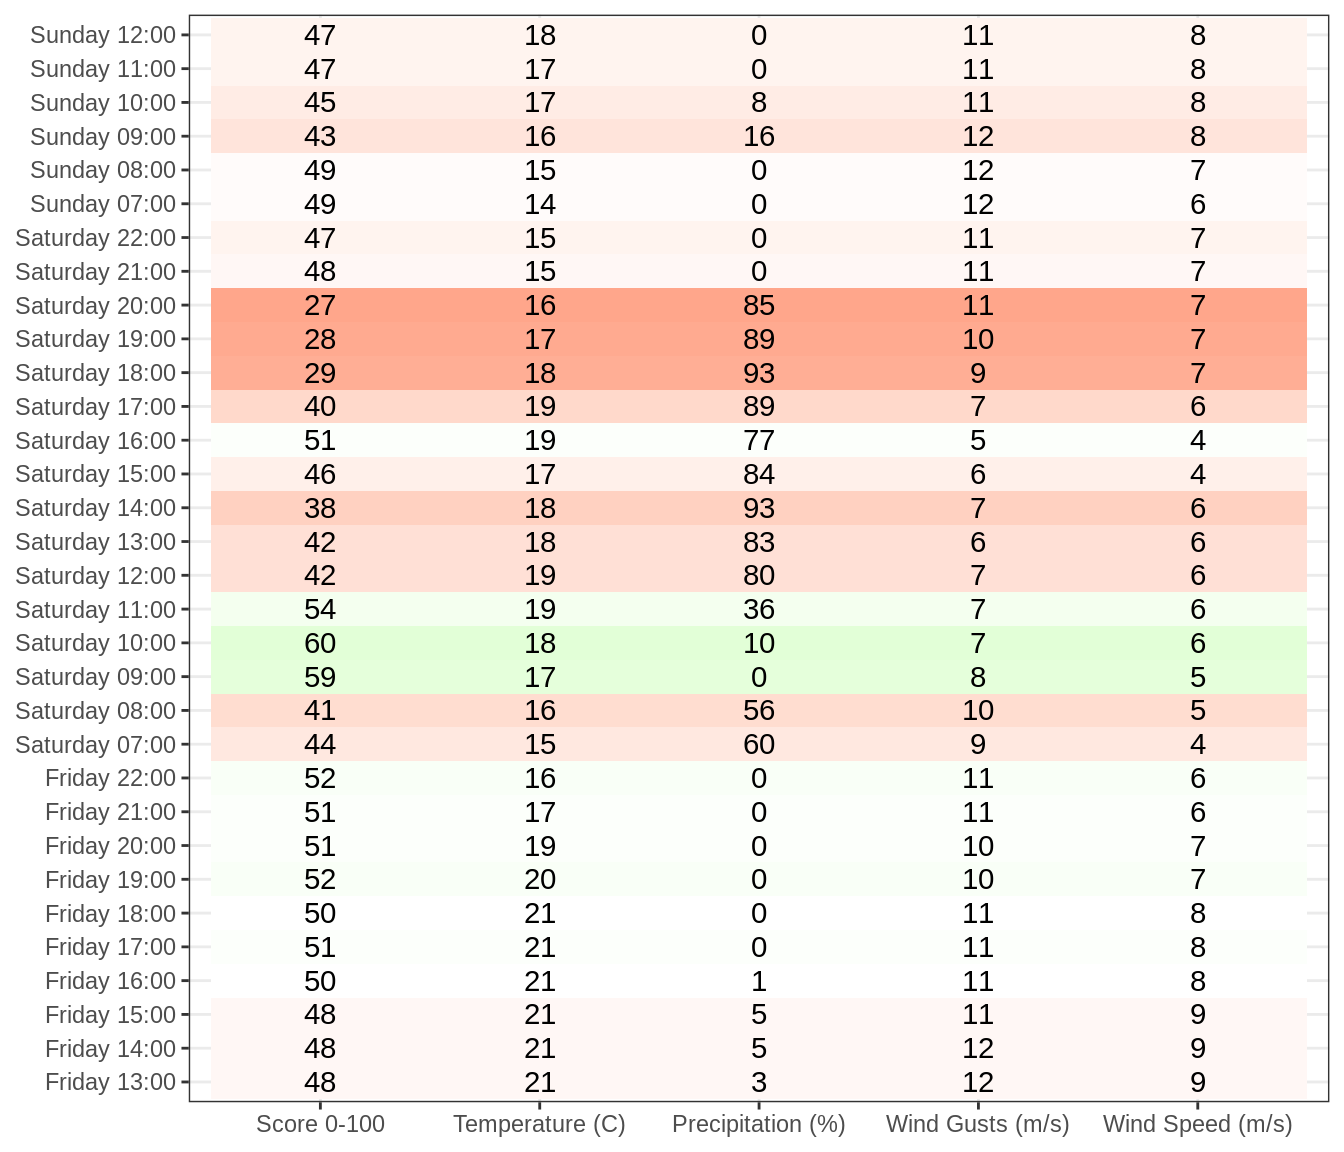 Sunday 12:00 47 18 0 11 8
Sunday 11:00 47 17 0 11 8
Sunday 10:00 45 17 8 11 8
Sunday 09:00 43 16 16 12 8
Sunday 08:00 49 15 0 12 7
Sunday 07:00 49 14 0 12 6
Saturday 22:00 47 15 0 11 7
Saturday 21:00 48 15 0 11 7
Saturday 20:00 27 16 85 11 7
Saturday 19:00 28 17 89 10 7
Saturday 18:00 29 18 93 9 7
Saturday 17:00 40 19 89 7 6
Saturday 16:00 51 19 77 5 4
Saturday 15:00 46 17 84 6 4
Saturday 14:00 38 18 93 7 6
Saturday 13:00 42 18 83 6 6
Saturday 12:00 42 19 80 7 6
Saturday 11:00 54 19 36 7 6
Saturday 10:00 60 18 10 7 6
Saturday 09:00 59 17 0 8 5
Saturday 08:00 41 16 56 10 5
Saturday 07:00 44 15 60 9 4
Friday 22:00 52 16 0 11 6
Friday 21:00 51 17 0 11 6
Friday 20:00 51 19 0 10 7
Friday 19:00 52 20 0 10 7
Friday 18:00 50 21 0 11 8
Friday 17:00 51 21 0 11 8
Friday 16:00 50 21 1 11 8
Friday 15:00 48 21 5 11 9
Friday 14:00 48 21 5 12 9
Friday 13:00 48 21 3 12 9
Score 0-100 Temperature (C) Precipitation (%) Wind Gusts (m/s) Wind Speed (m/s)